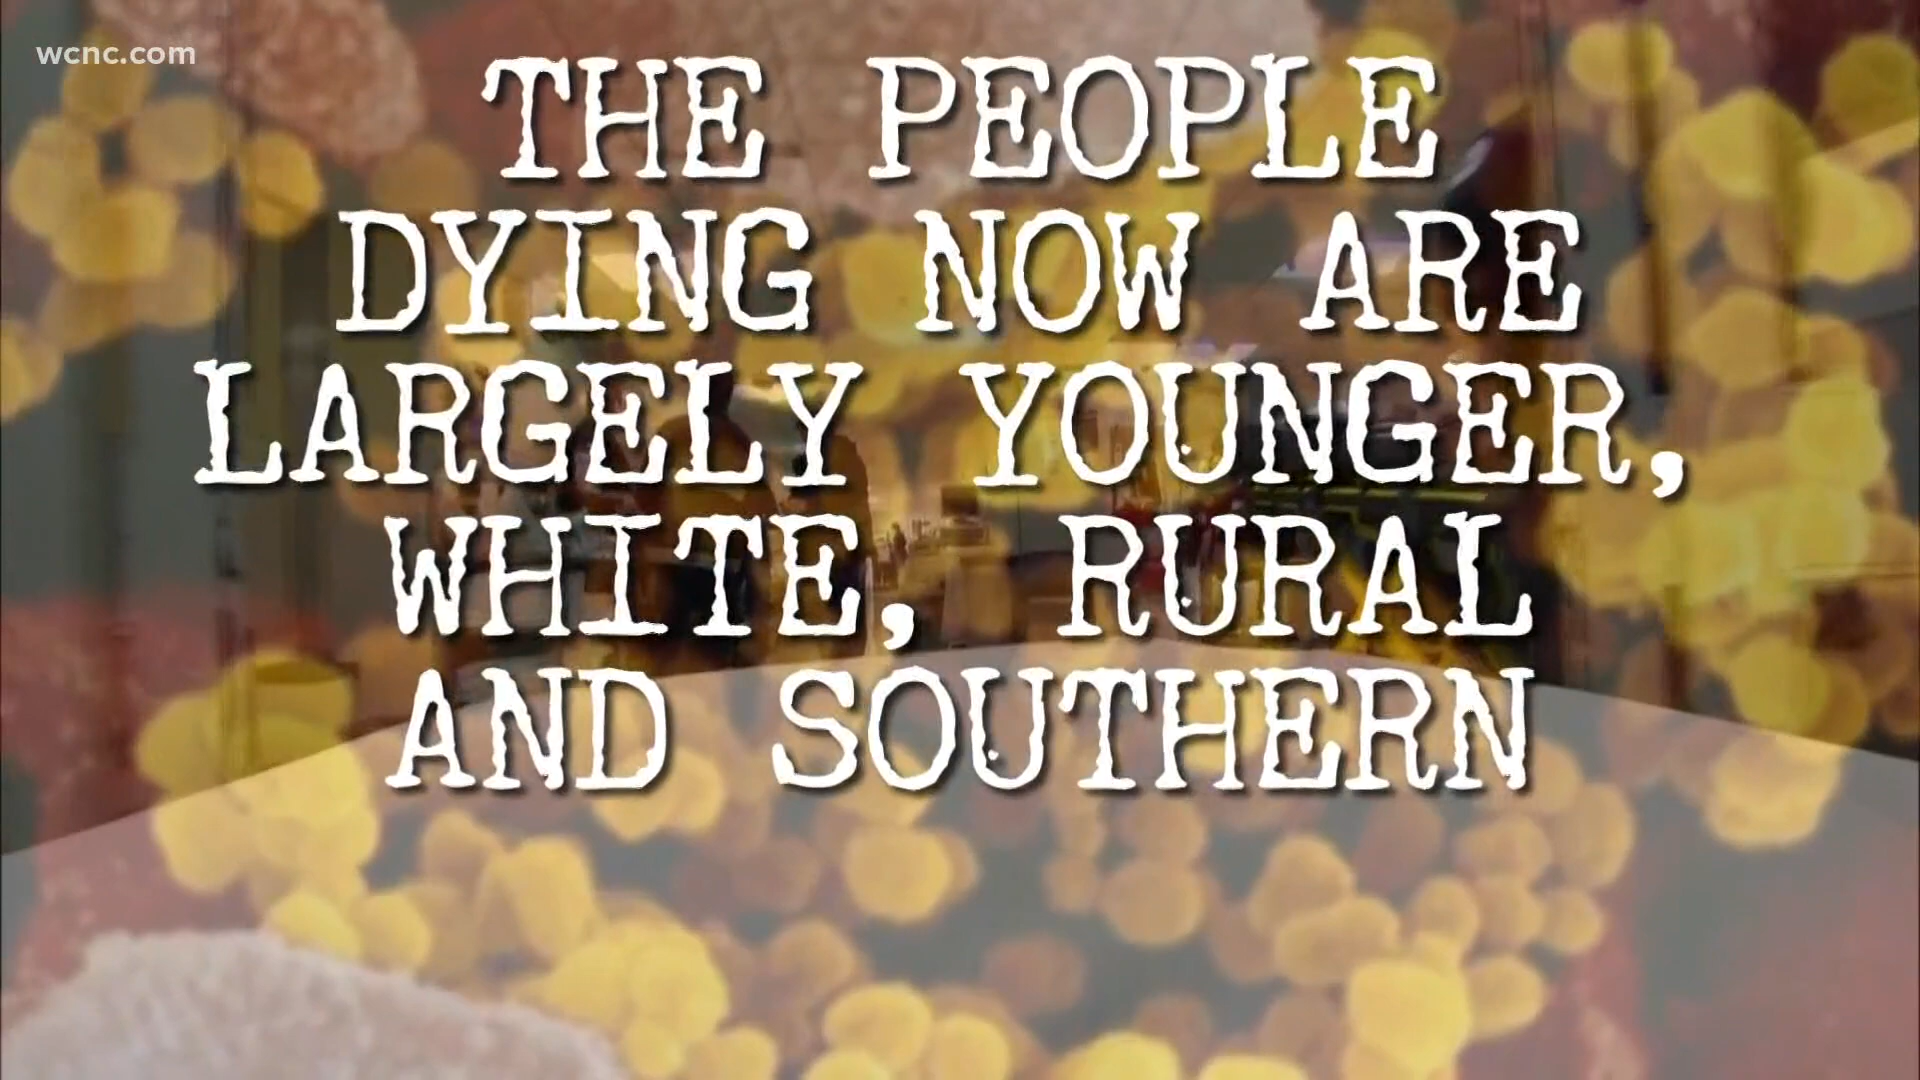 wcnc.com
THE PEOPLE
DYING NOW ARE
LARGELY YOUNGER,
WHITE, RURAL
AND SOUTHERN